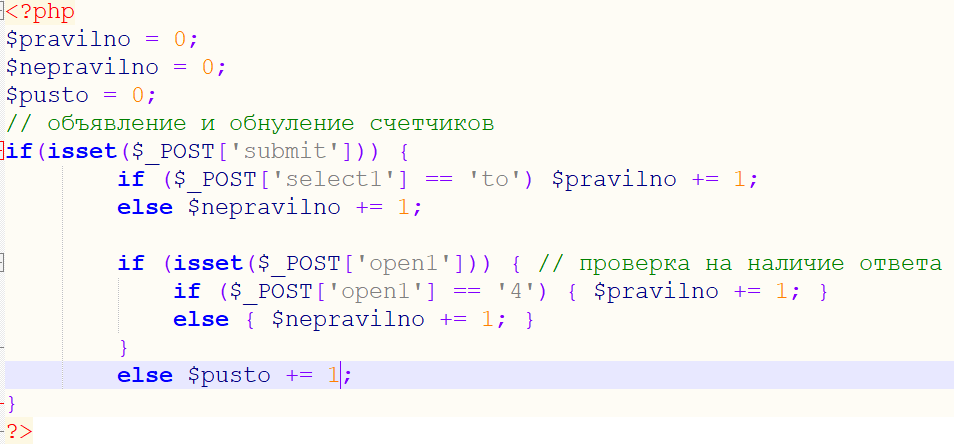 <?php
$pravilno = 0;
$nepravilno = 0;
$pusto = 0;
// объявление и обнуление счетчиков
if(isset($_POST['submit'])) {
if ($_POST['select1'] == 'to') $pravilno += 1;
else $nepravilno += 1;
if (isset($_POST['open1'])) { // проверка на наличие ответа
if ($_POST['open1'] == '4') { $pravilno += 1; }
else { $nepravilno += 1; }
}
else $pusto += 1;
}
?>